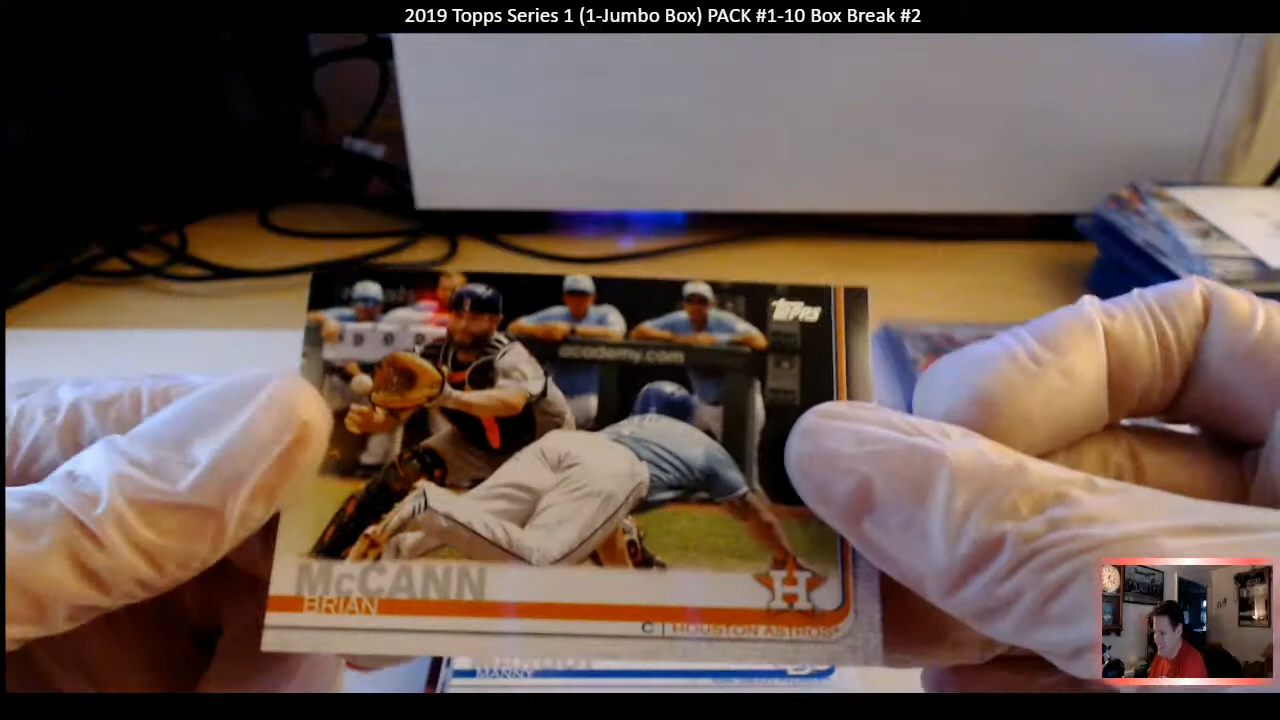 2019 Topps Series 1 (1-Jumbo Box) PACK #1-10 Box Break #2
Topps
academy.com
McCANN
BRIAN
H
C | HOUSTON ASTROS
MANNY